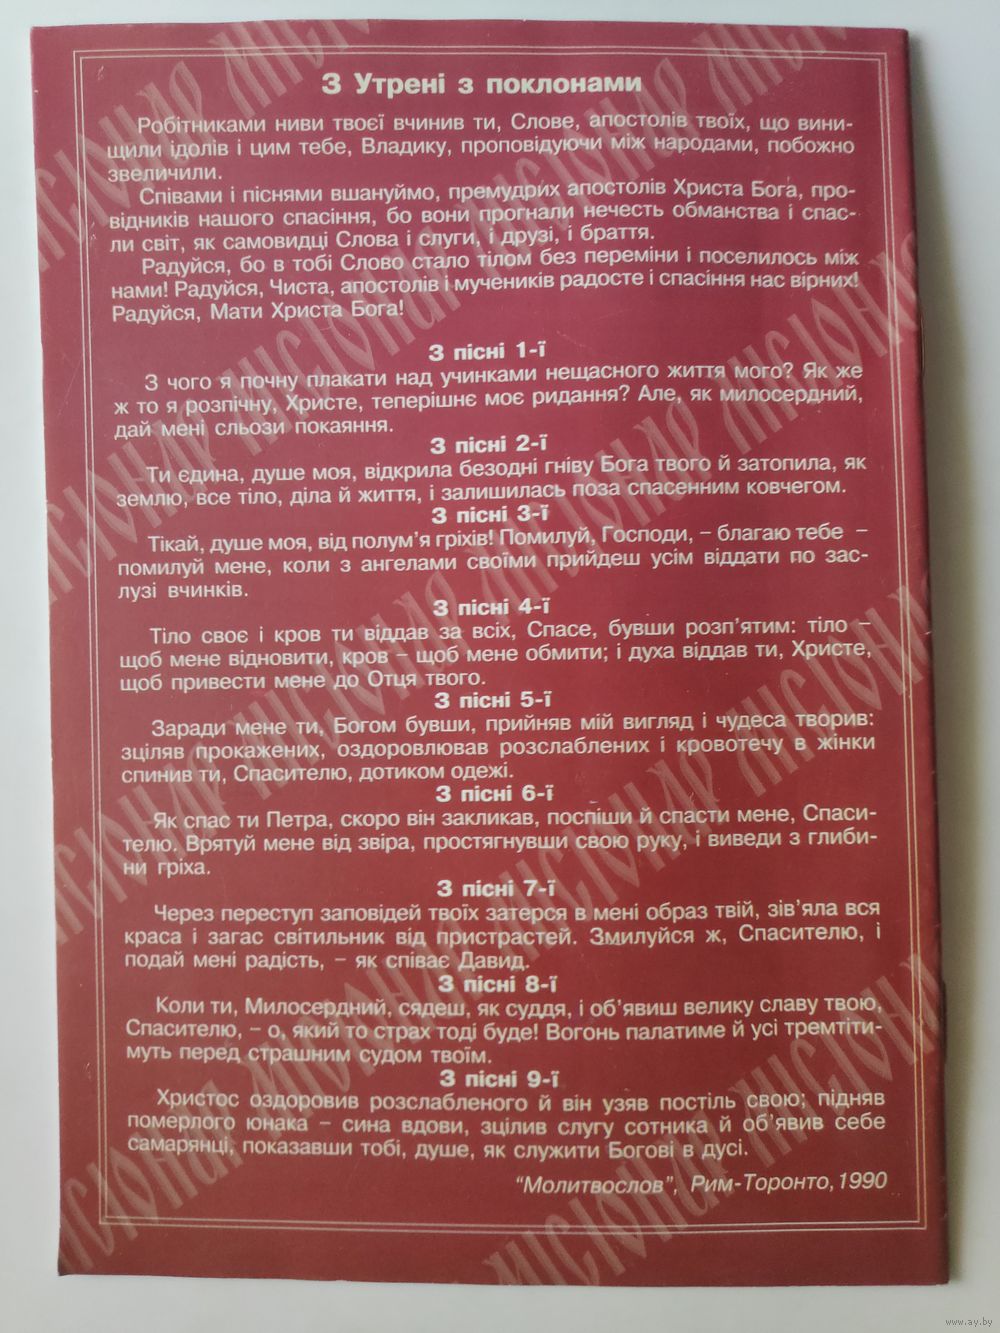 З Утрені з поклонами
Робітниками ниви твоєї вчинив ти, Слове, апостолів твоїх, що вини-
щили ідолів і цим тебе, Владику, проповідуючи між народами, побожно
звеличили.
Співами і піснями вшануймо, премудрих апостолів Христа Бога, про-
відників нашого спасіння, бо вони прогнали нечесть обманства і спас-
ли світ, як самовидці Слова і слуги, і друзі, і браття.
Радуйся, бо в тобі Слово стало тілом без переміни і поселилось між
нами! Радуйся, Чиста, апостолів і мучеників радосте і спасіння нас вірних!
Радуйся, Мати Христа Бога!
З пісні 1-ї
З чого я почну плакати над учинками нещасного життя мого? Як же
ж то я розпічну, Христе, теперішнє моє ридання? Але, як милосердний,
дай мені сльози покаяння.
З пісні 2-ї
Ти єдина, душе моя, відкрила безодні гніву Бога твого й затопила, як
землю, все тіло, діла й життя, і залишилась поза спасенним ковчегом.
З пісні 3-ї
Тікай, душе моя, від полум'я гріхів! Помилуй, Господи, – благаю тебе –
помилуй мене, коли з ангелами своїми прийдеш усім віддати по зас-
лузі вчинків.
З пісні 4-ї
Тіло своє і кров ти віддав за всіх, Спасе, бувши розп'ятим: тіло –
щоб мене відновити, кров – щоб мене обмити; і духа віддав ти, Христе,
щоб привести мене до Отця твого.
З пісні 5-ї
Заради мене ти, Богом бувши, прийняв мій вигляд і чудеса творив:
зціляв прокажених, оздоровлював розслаблених і кровотечу в жінки
спинив ти, Спасителю, дотиком одежі.
З пісні 6-ї
Як спас ти Петра, скоро він закликав, поспіши й спасти мене, Спаси-
телю. Врятуй мене від звіра, простягнувши свою руку, і виведи з глиби-
ни гріха.
З пісні 7-ї
Через переступ заповідей твоїх затерся в мені образ твій, зів'яла вся
краса і загас світильник від пристрастей. Змилуйся ж, Спасителю, і
подай мені радість, – як співає Давид.
З пісні 8-ї
Коли ти, Милосердний, сядеш, як суддя, і об'явиш велику славу твою,
Спасителю, – о, який то страх тоді буде! Вогонь палатиме й усі тремтіти-
муть перед страшним судом твоїм.
З пісні 9-ї
Христос оздоровив розслабленого й він узяв постіль свою; підняв
померлого юнака – сина вдови, зцілив слугу сотника й об'явив себе
самарянці, показавши тобі, душе, як служити Богові в дусі.
"Молитвослов", Рим-Торонто, 1990
www.ay.by